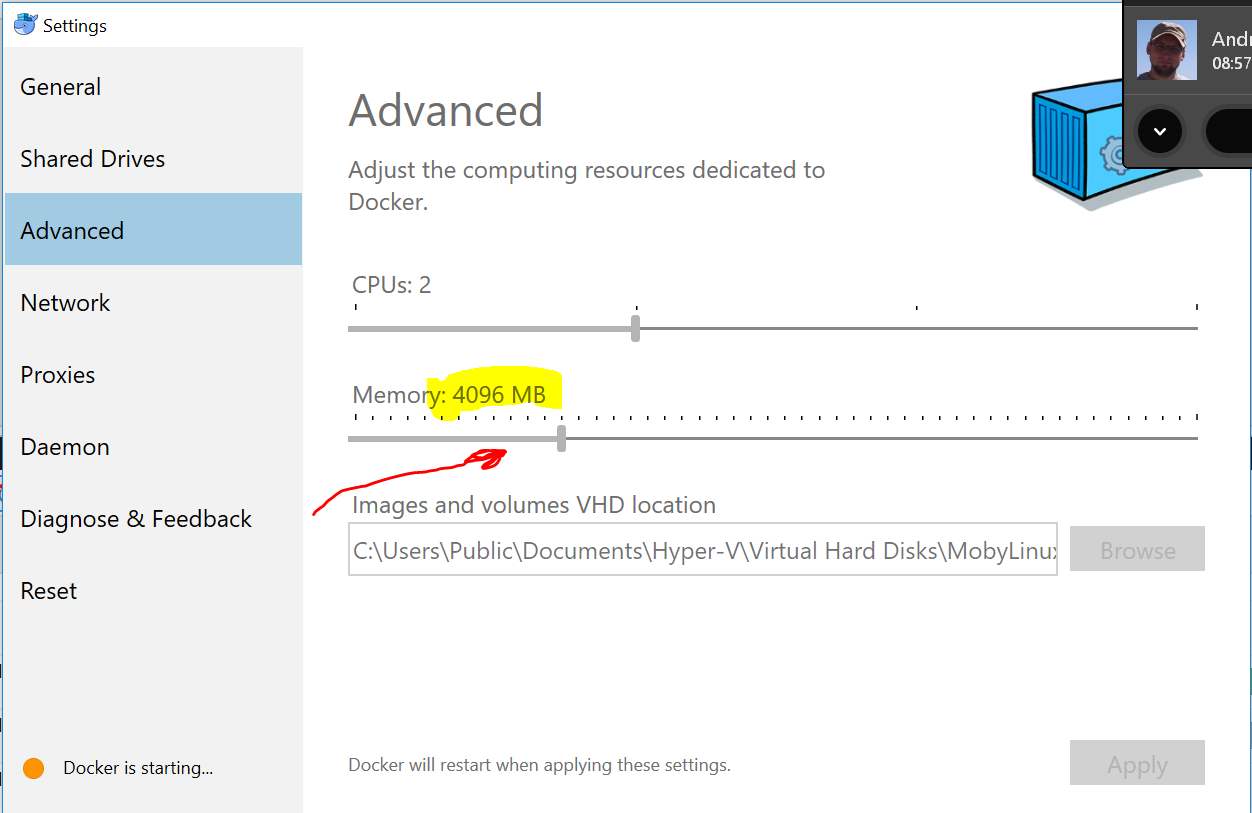 Settings
Andr
08:57
General
Shared Drives
Advanced
Network
Proxies
Daemon
Diagnose & Feedback
Reset
Docker is starting...
Advanced
Adjust the computing resources dedicated to
Docker.
CPUs: 2
Memory: 4096 MB
Images and volumes VHD location
C:\Users\Public\Documents\Hyper-V\Virtual Hard Disks\MobyLinux
Browse
Docker will restart when applying these settings.
Apply